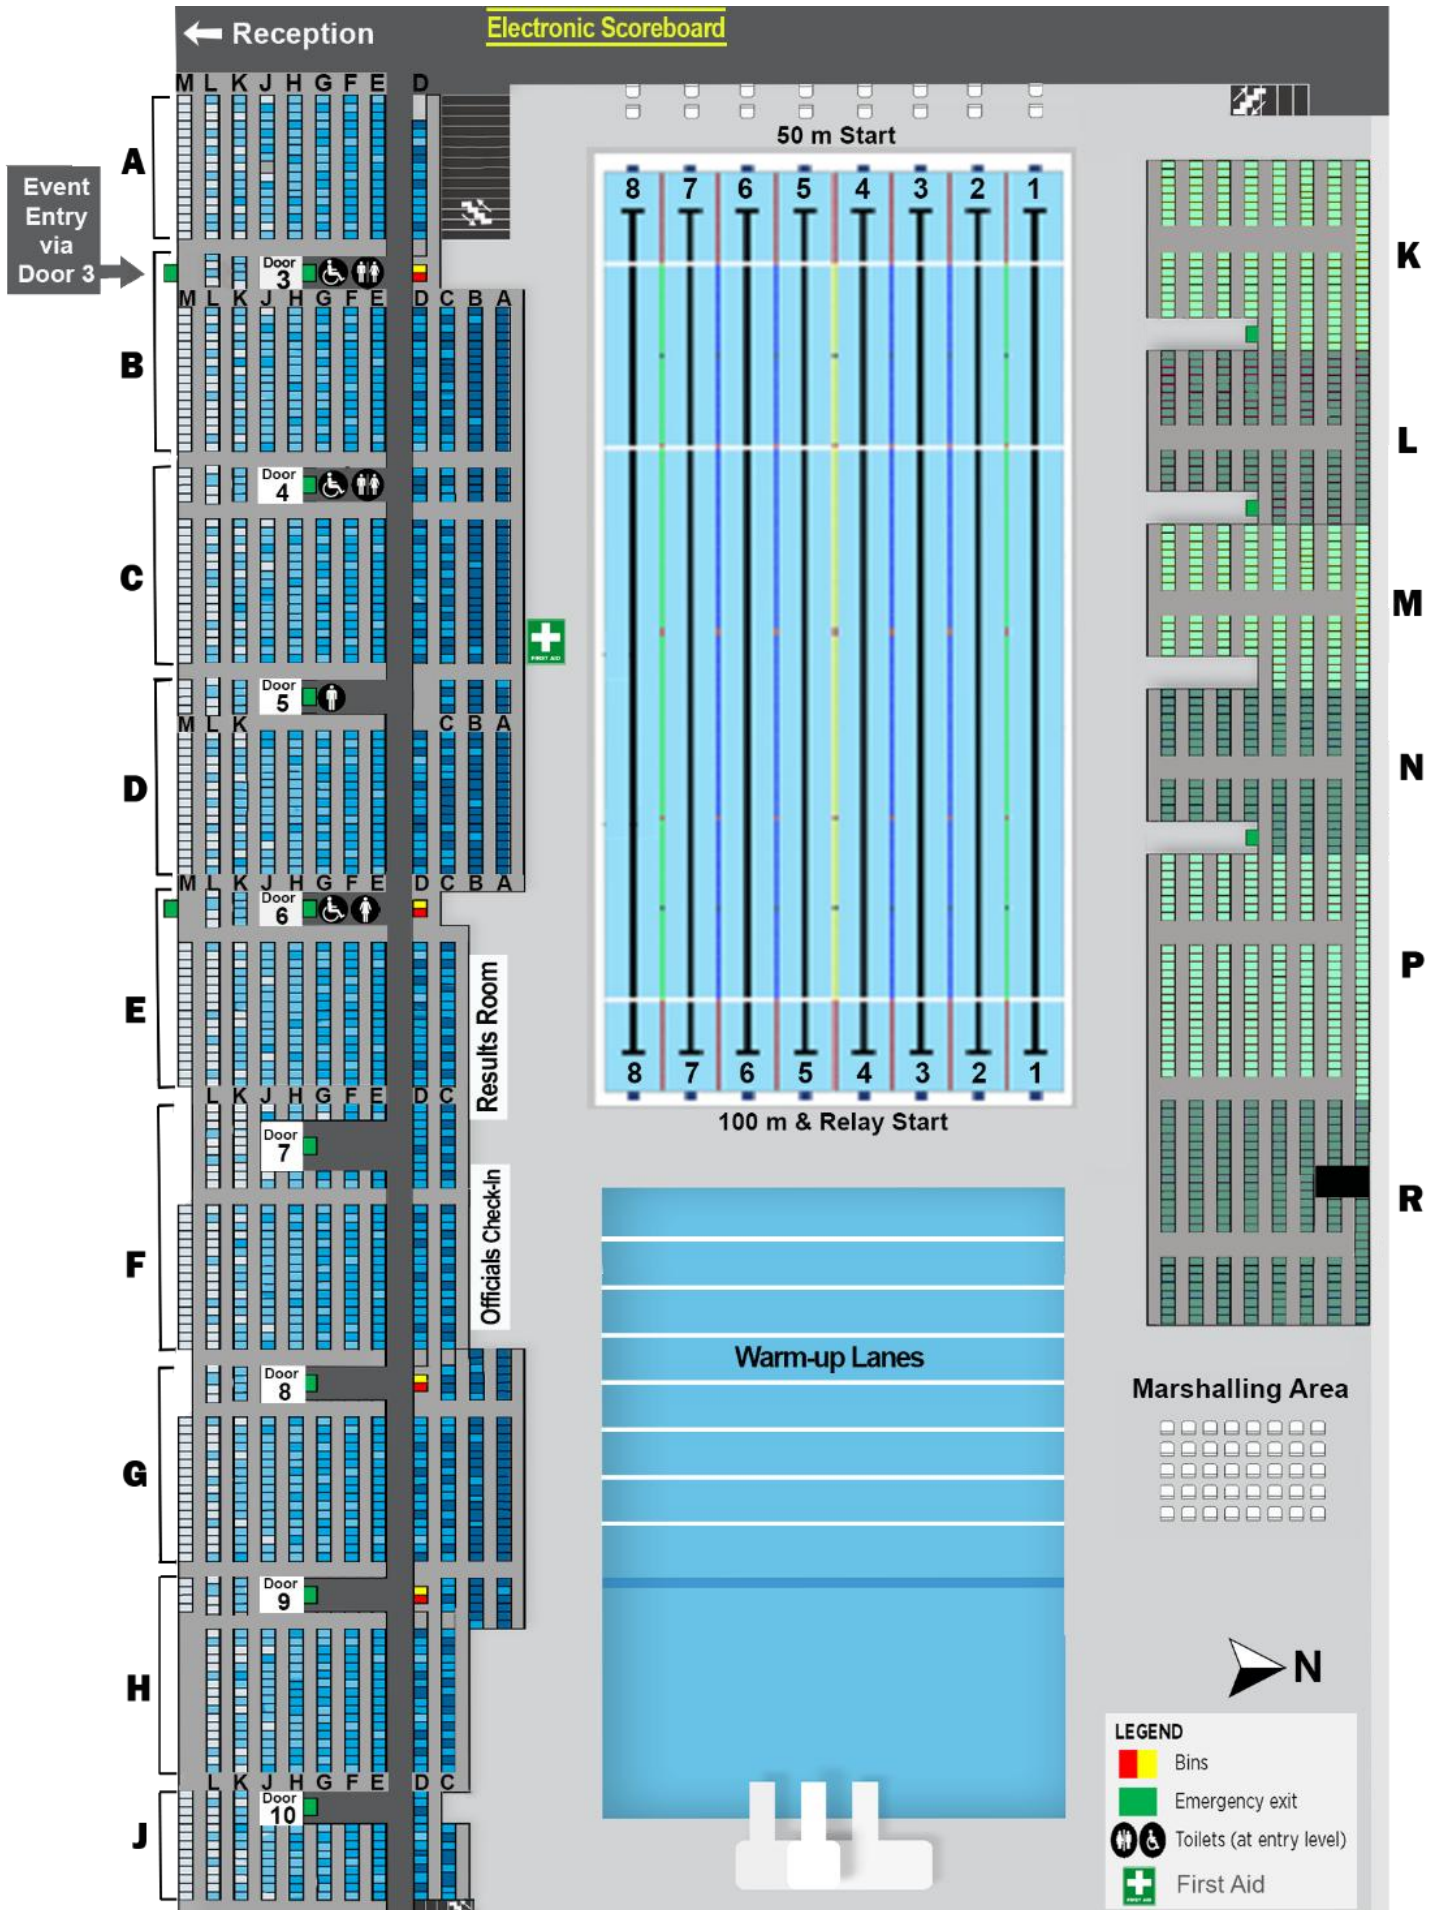 Reception
Electronic Scoreboard
M L K J H G F E D
50 m Start
A
8 7 6 5 4 3 2 1
Event
Entry
via
Door 3
Door
3
K
M L K J H G F E D C B A
B
L
Door
4
C
M
FIRST AID
Door
5
M L K C B A
D
N
M L K J H G F E D C B A
Door
6
E
P
Results Room
8 7 6 5 4 3 2 1
L K J H G F E D C
100 m & Relay Start
Door
7
R
Officials Check-In
F
Warm-up Lanes
Door
8
Marshalling Area
G
Door
9
H
N
LEGEND
Bins
Emergency exit
Toilets (at entry level)
First Aid
L K J H G F E D C
Door
10
J